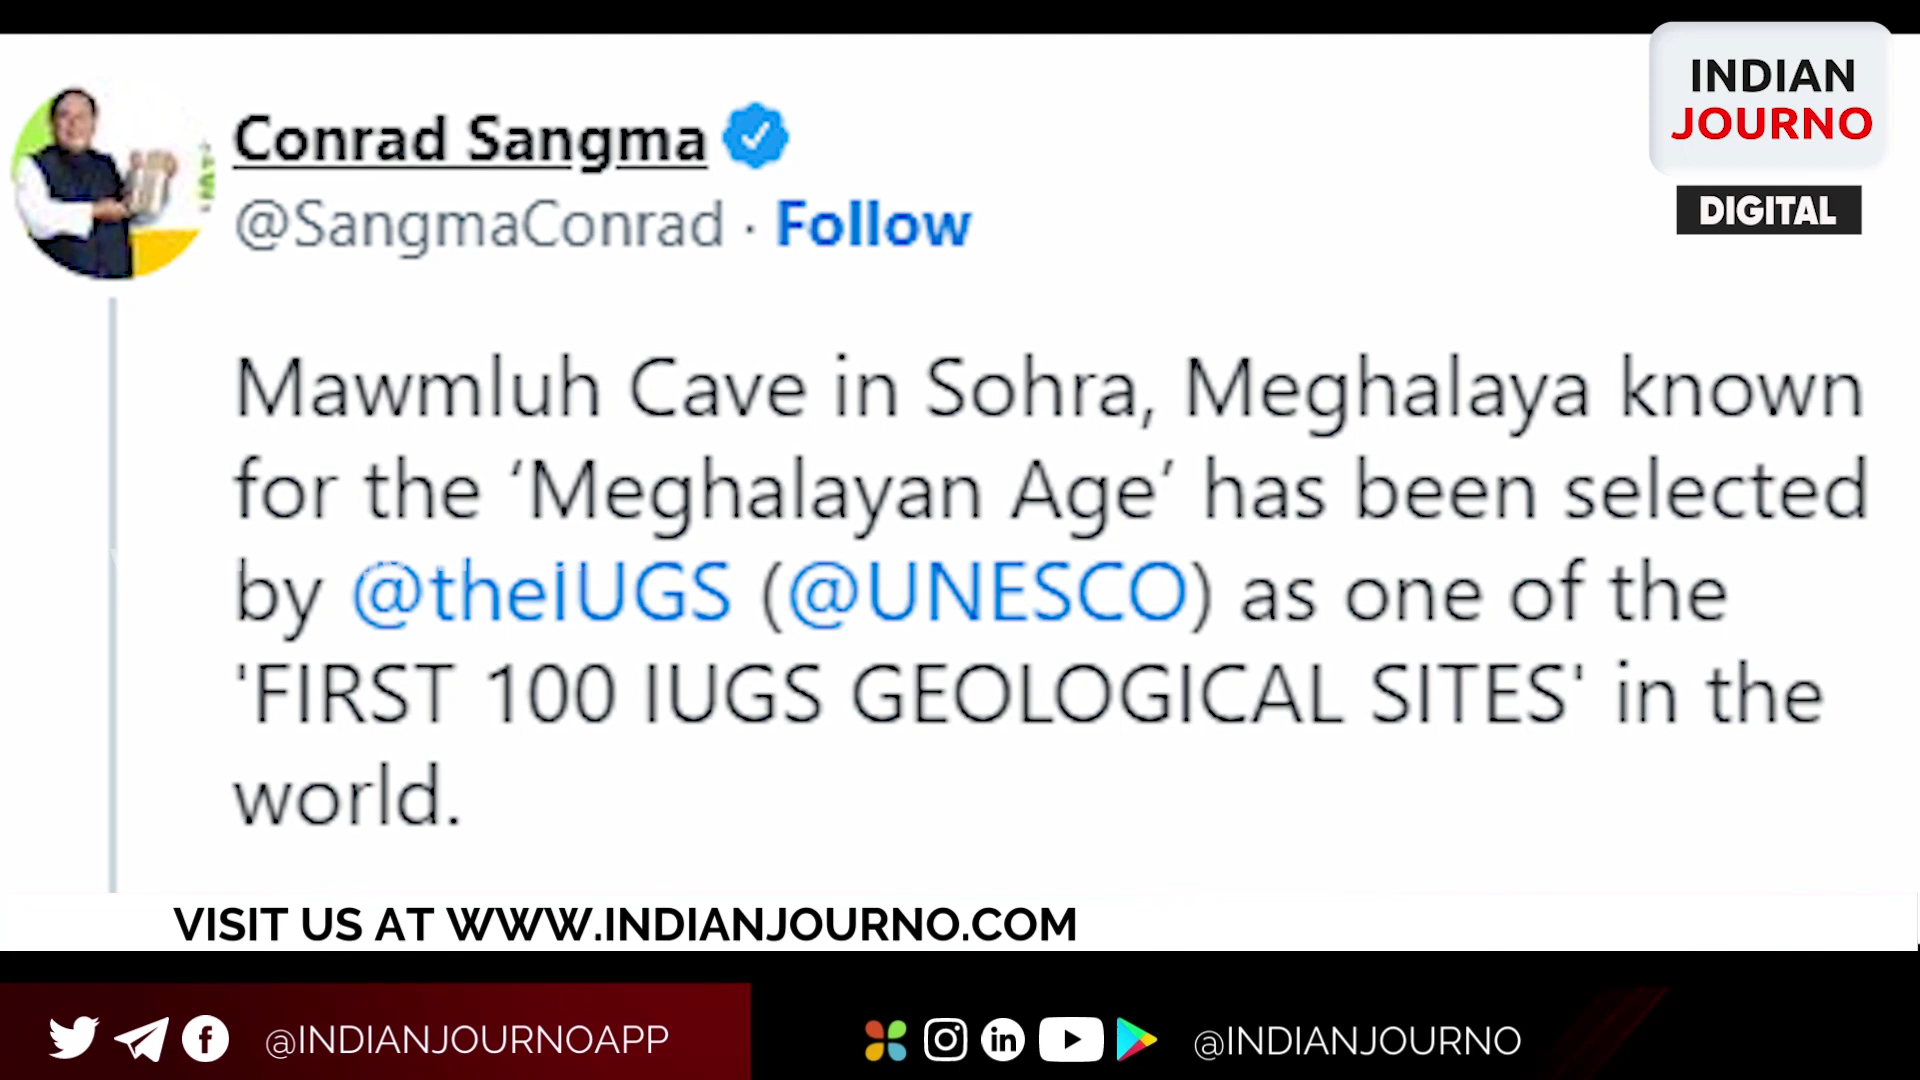 INDIAN
JOURNO
DIGITAL
Conrad Sangma
@SangmaConrad · Follow
Mawmluh Cave in Sohra, Meghalaya known
for the ‘Meghalayan Age’ has been selected
by @theIUGS (@UNESCO) as one of the
'FIRST 100 IUGS GEOLOGICAL SITES' in the
world.
VISIT US AT WWW.INDIANJOURNO.COM
@INDIANJOURNOAPP
@INDIANJOURNO